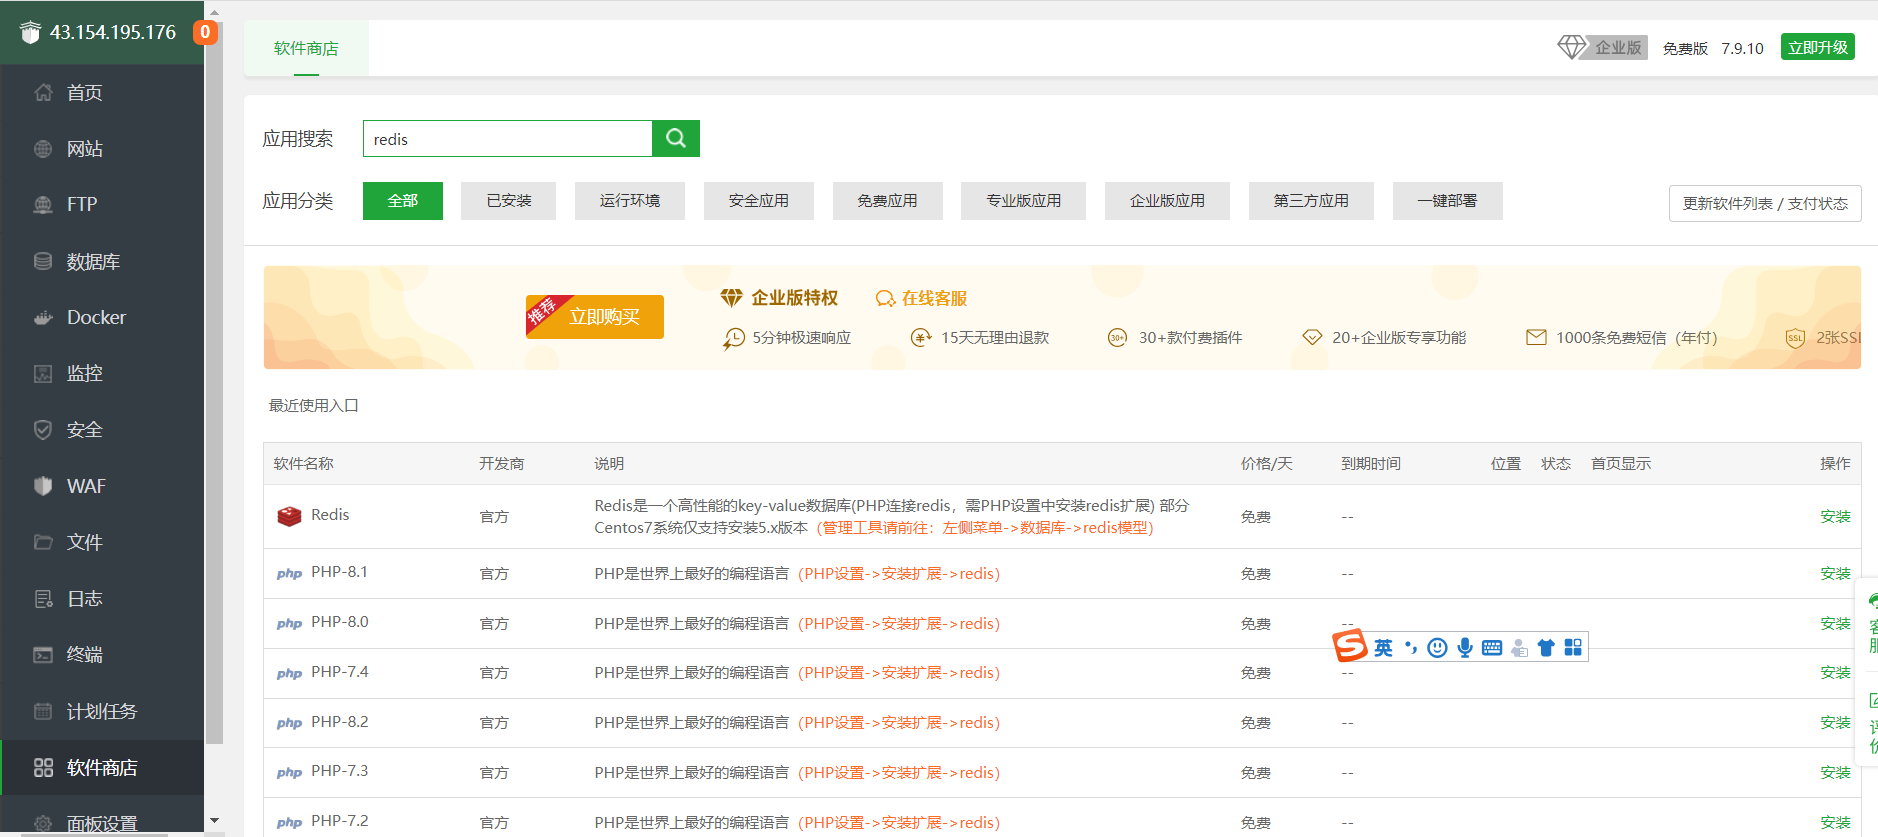 43.154.195.176 0
首页
网站
FTP
数据库
Docker
监控
安全
WAF
文件
日志
终端
计划任务
软件商店
面板设置
软件商店
企业版 免费版 7.9.10 立即升级
应用搜索 redis
应用分类 全部 已安装 运行环境 安全应用 免费应用 专业版应用 企业版应用 第三方应用 一键部署
更新软件列表 / 支付状态
推荐 立即购买
企业版特权 在线客服
5分钟极速响应 15天无理由退款 30+ 30+款付费插件 20+企业版专享功能 1000条免费短信（年付） SSL 2张SSL
最近使用入口
软件名称 开发商 说明 价格/天 到期时间 位置 状态 首页显示 操作
Redis 官方 Redis是一个高性能的key-value数据库(PHP连接redis，需PHP设置中安装redis扩展) 部分
Centos7系统仅支持安装5.x版本（管理工具请前往：左侧菜单->数据库->redis模型） 免费 -- 安装
php PHP-8.1 官方 PHP是世界上最好的编程语言（PHP设置->安装扩展->redis） 免费 -- 安装
php PHP-8.0 官方 PHP是世界上最好的编程语言（PHP设置->安装扩展->redis） 免费 -- 安装
php PHP-7.4 官方 PHP是世界上最好的编程语言（PHP设置->安装扩展->redis） 免费 -- 安装
php PHP-8.2 官方 PHP是世界上最好的编程语言（PHP设置->安装扩展->redis） 免费 -- 安装
php PHP-7.3 官方 PHP是世界上最好的编程语言（PHP设置->安装扩展->redis） 免费 -- 安装
php PHP-7.2 官方 PHP是世界上最好的编程语言（PHP设置->安装扩展->redis） 免费 -- 安装
S 英
客服
评价